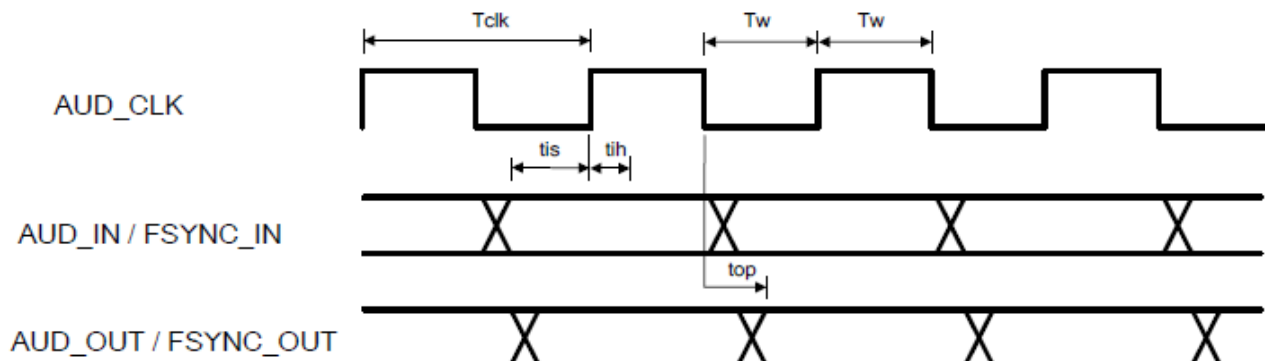 Tclk Tw Tw
AUD_CLK
tis tih
AUD_IN / FSYNC_IN
top
AUD_OUT / FSYNC_OUT